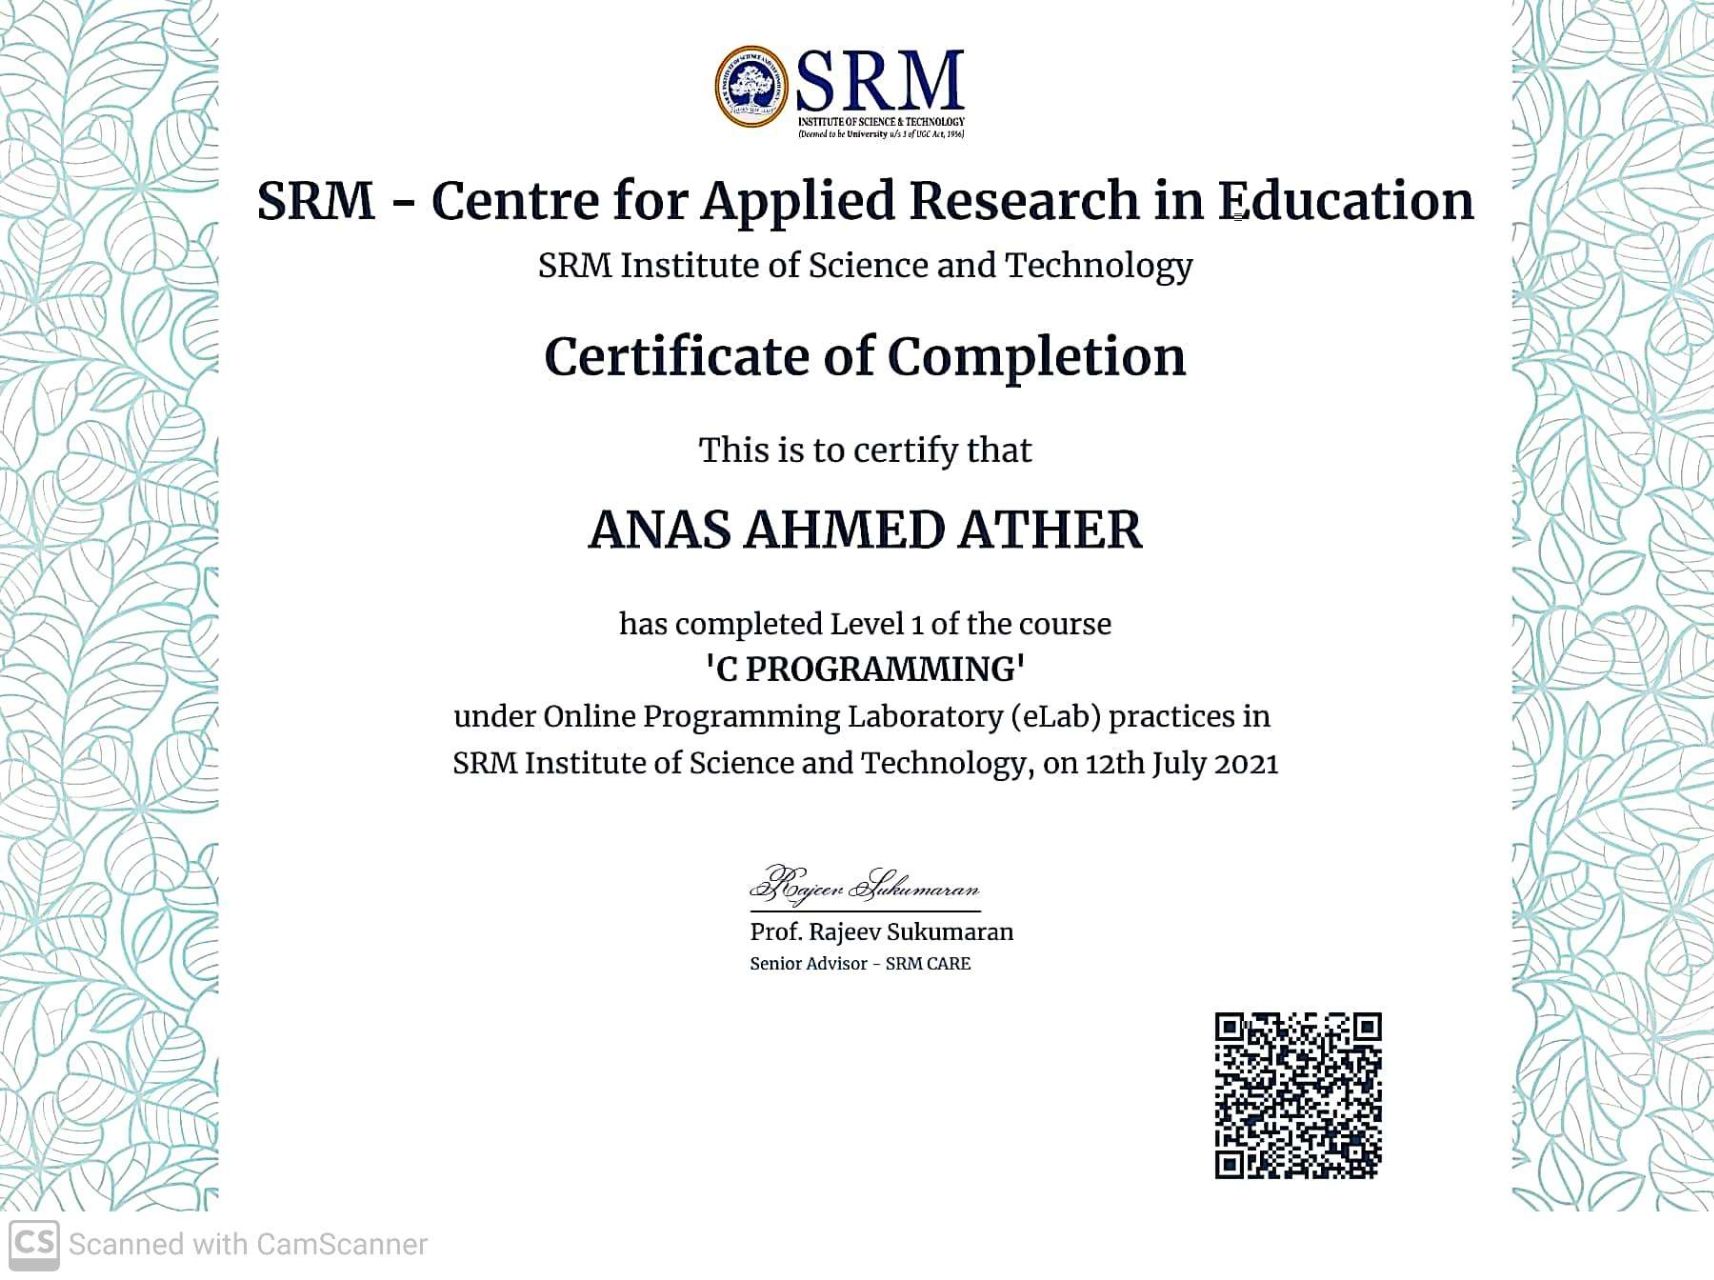 SRM
INSTITUTE OF SCIENCE & TECHNOLOGY
(Deemed to be University u/s 3 of UGC Act, 1956)
SRM - Centre for Applied Research in Education
SRM Institute of Science and Technology
Certificate of Completion
This is to certify that
ANAS AHMED ATHER
has completed Level 1 of the course
'C PROGRAMMING'
under Online Programming Laboratory (eLab) practices in
SRM Institute of Science and Technology, on 12th July 2021
Rajeev Sukumaran
Prof. Rajeev Sukumaran
Senior Advisor - SRM CARE
CS Scanned with CamScanner